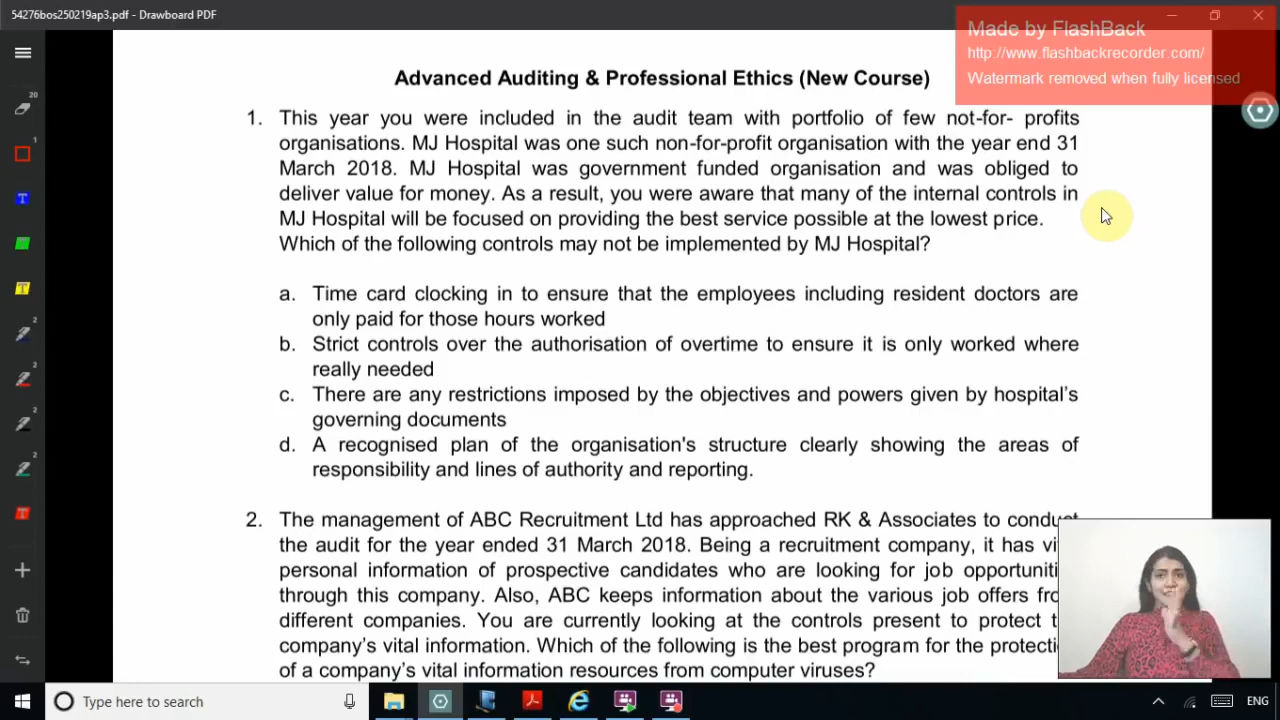 54276bos250219ap3.pdf - Drawboard PDF
Made by FlashBack
http://www.flashbackrecorder.com/
Watermark removed when fully licensed
Advanced Auditing & Professional Ethics (New Course)
1. This year you were included in the audit team with portfolio of few not-for- profits
organisations. MJ Hospital was one such non-for-profit organisation with the year end 31
March 2018. MJ Hospital was government funded organisation and was obliged to
deliver value for money. As a result, you were aware that many of the internal controls in
MJ Hospital will be focused on providing the best service possible at the lowest price.
Which of the following controls may not be implemented by MJ Hospital?
a. Time card clocking in to ensure that the employees including resident doctors are
only paid for those hours worked
b. Strict controls over the authorisation of overtime to ensure it is only worked where
really needed
c. There are any restrictions imposed by the objectives and powers given by hospital's
governing documents
d. A recognised plan of the organisation's structure clearly showing the areas of
responsibility and lines of authority and reporting.
2. The management of ABC Recruitment Ltd has approached RK & Associates to conduct
the audit for the year ended 31 March 2018. Being a recruitment company, it has
personal information of prospective candidates who are looking for job
through this company. Also, ABC keeps information about the various job offers
different companies. You are currently looking at the controls present to protect
company's vital information. Which of the following is the best program for the
of a company's vital information resources from computer viruses?
20
1
2
2
2
2
T
T
T
Type here to search
ENG